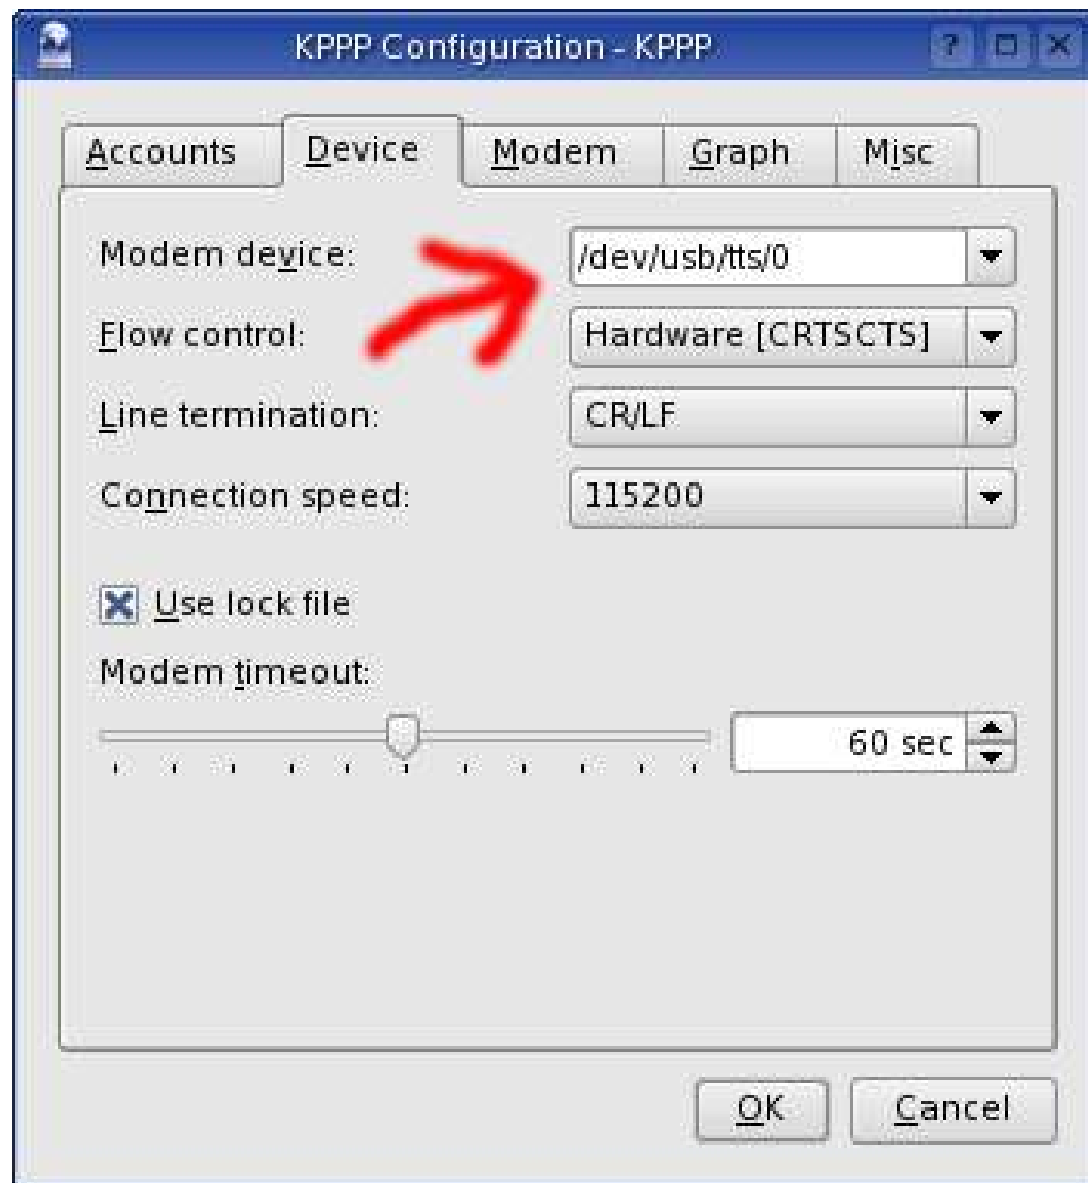 KPPP Configuration - KPPP
Accounts Device Modem Graph Misc
Modem device: /dev/usb/tts/0
Flow control: Hardware [CRTSCTS]
Line termination: CR/LF
Connection speed: 115200
Use lock file
Modem timeout:
60 sec
OK Cancel